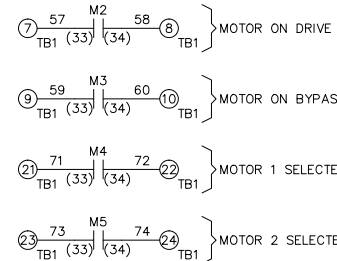 57 M2 58
7 8 MOTOR ON DRIVE
TB1 (33) (34) TB1
59 M3 60
9 10 MOTOR ON BYPAS
TB1 (33) (34) TB1
71 M4 72
21 22 MOTOR 1 SELECTE
TB1 (33) (34) TB1
73 M5 74
23 24 MOTOR 2 SELECTE
TB1 (33) (34) TB1